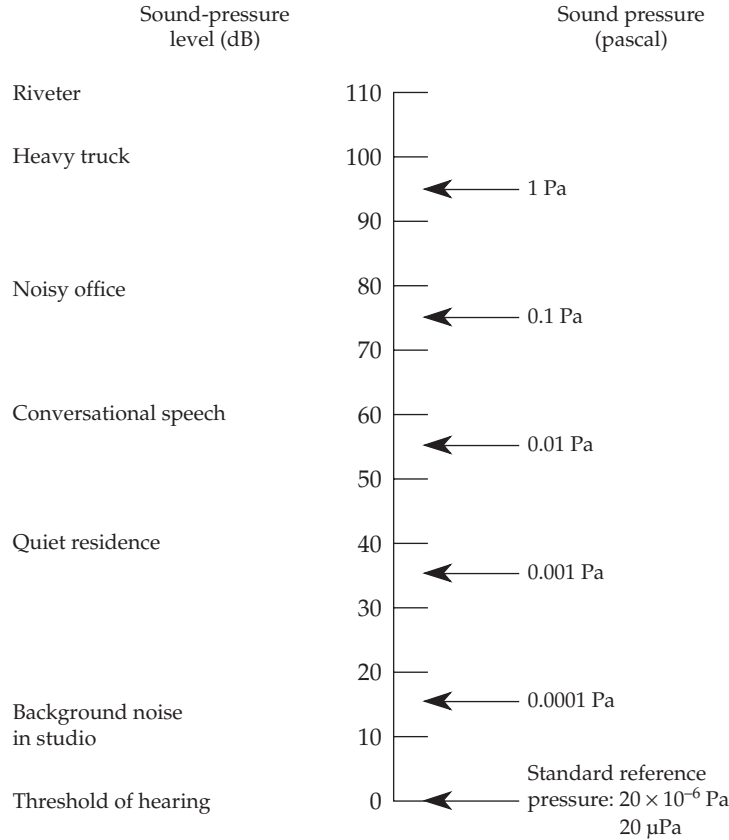 Sound-pressure
level (dB)
Sound pressure
(pascal)
Riveter
110
Heavy truck
100
1 Pa
90
Noisy office
80
0.1 Pa
70
Conversational speech
60
0.01 Pa
50
Quiet residence
40
0.001 Pa
30
20
0.0001 Pa
Background noise
in studio
10
Threshold of hearing
0
Standard reference
pressure: 20 × 10⁻⁶ Pa
20 µPa